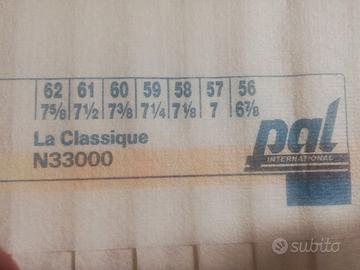 62 61 60 59 58 57 56
7⅝ 7½ 7⅜ 7¼ 7⅛ 7 6⅞
La Classique
N33000
pal
INTERNATIONAL
subito